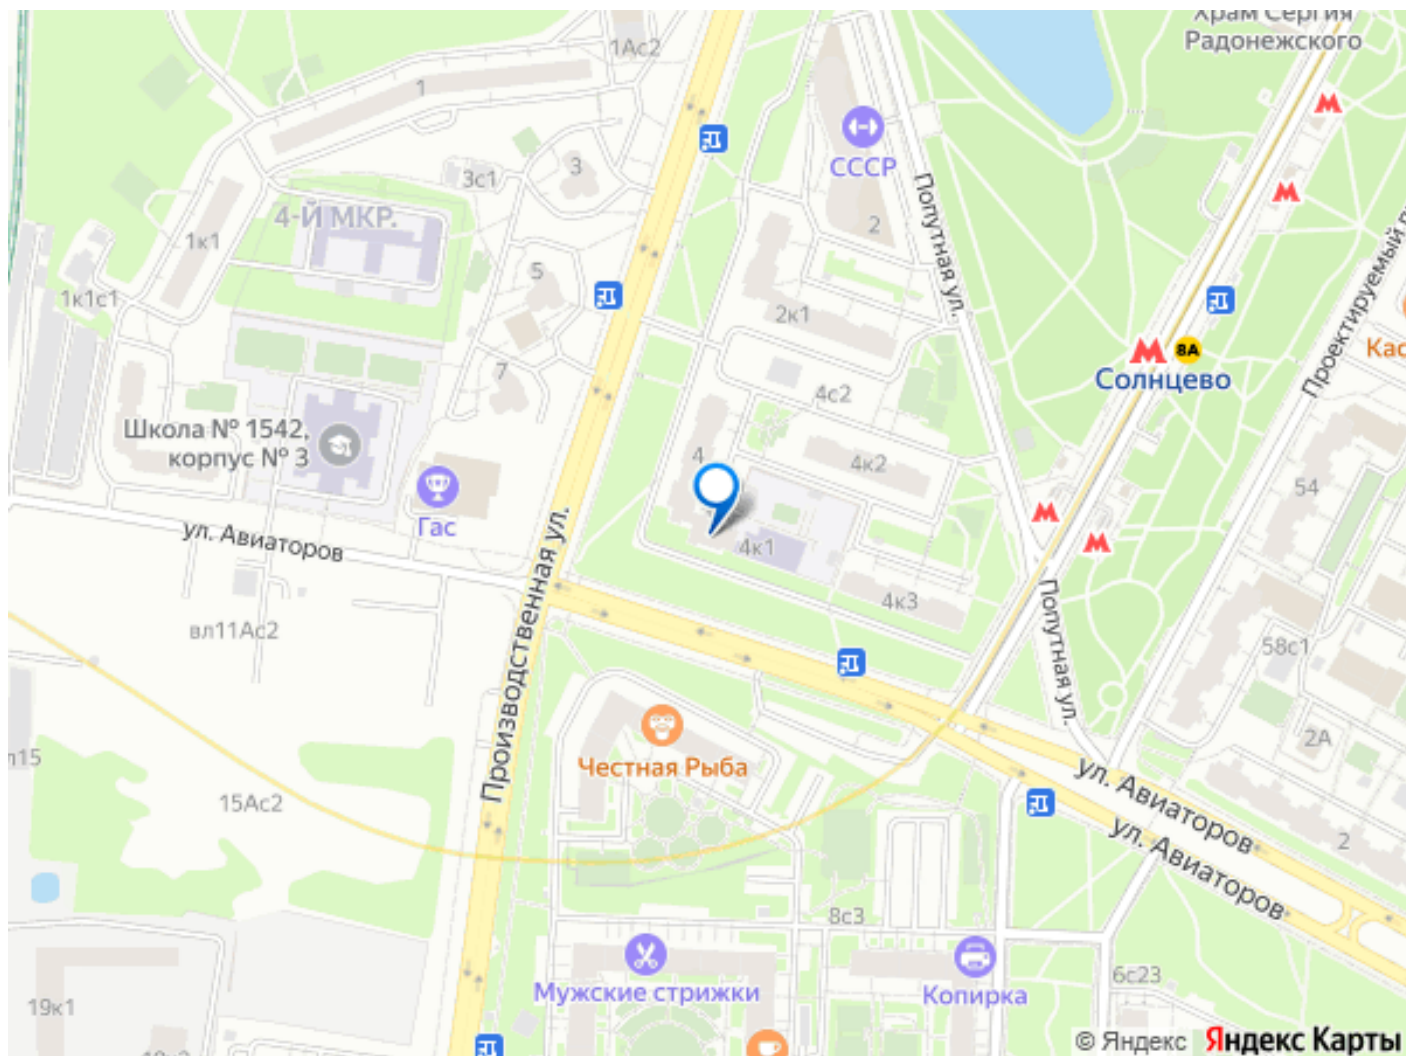 Храм Сергия
Радонежского
1Ас2
1
СССР
3
3с1
4-Й МКР.
2
1к1
Попутная ул.
5
1к1с1
2к1
8А
Солнцево
Проектируемый
Кас
7
4с2
Школа № 1542,
корпус № 3
4
4к2
54
Гас
ул. Авиаторов
Производственная ул.
4к1
4к3
вл11Ас2
Попутная ул.
58с1
2А
15
Честная Рыба
ул. Авиаторов
15Ас2
ул. Авиаторов
2
8с3
6с23
Мужские стрижки
Копирка
19к1
© Яндекс Яндекс Карты